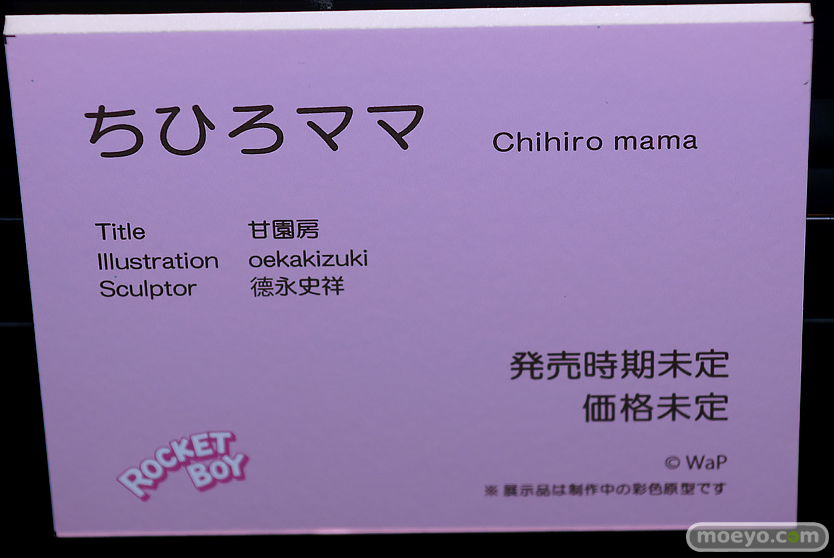 ちひろママ Chihiro mama
Title 甘園房
Illustration oekakizuki
Sculptor 德永史祥
発売時期未定
価格未定
ROCKET
BOY
© WaP
※展示品は制作中の彩色原型です
moeyo.com